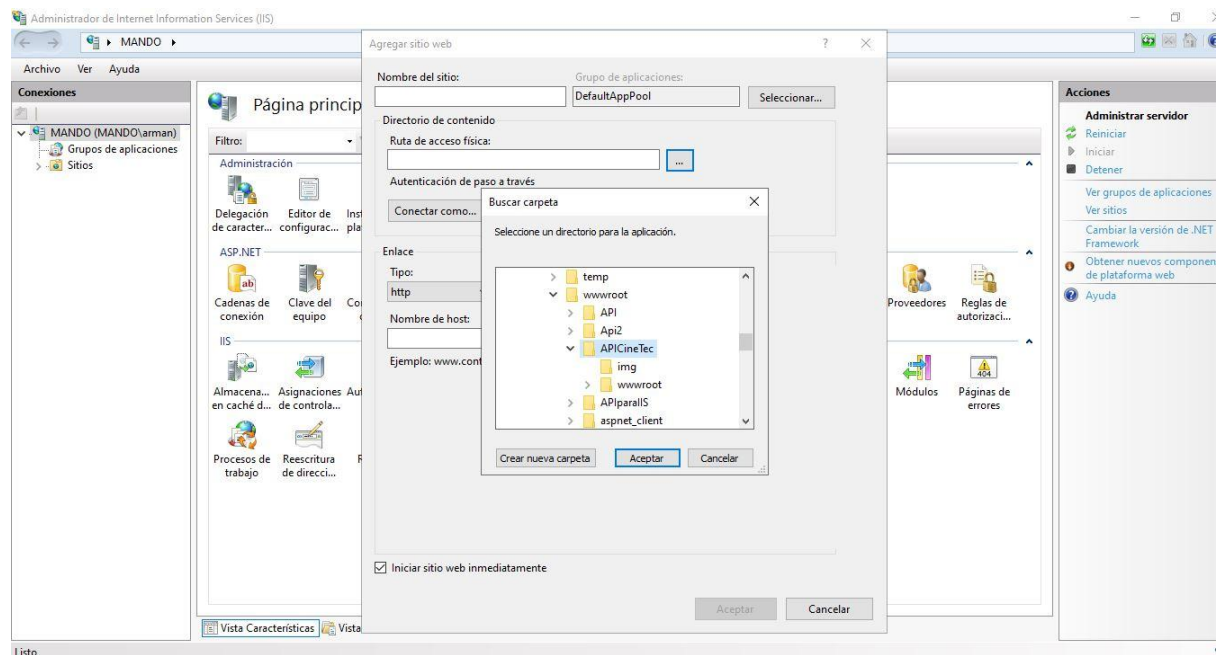 Administrador de Internet Information Services (IIS)
MANDO
Archivo Ver Ayuda
Conexiones
MANDO (MANDO\arman)
Grupos de aplicaciones
Sitios
Página princip
Filtro:
Administración
Delegación de caracter...
Editor de configurac...
Inst
pla
ASP.NET
Cadenas de conexión
Clave del equipo
Co
Proveedores
Reglas de autorizaci...
IIS
Almacena... en caché d...
Asignaciones de controla...
Aut
Módulos
Páginas de errores
404
Procesos de trabajo
Reescritura de direcci...
Vista Características
Vista
Listo
Agregar sitio web
?
Nombre del sitio:
Grupo de aplicaciones:
DefaultAppPool
Seleccionar...
Directorio de contenido
Ruta de acceso física:
...
Autenticación de paso a través
Conectar como...
Enlace
Tipo:
http
Nombre de host:
Ejemplo: www.cont
Iniciar sitio web inmediatamente
Aceptar
Cancelar
Buscar carpeta
Seleccione un directorio para la aplicación.
temp
wwwroot
API
Api2
APICineTec
img
wwwroot
APIparaIIS
aspnet_client
Crear nueva carpeta
Aceptar
Cancelar
Acciones
Administrar servidor
Reiniciar
Iniciar
Detener
Ver grupos de aplicaciones
Ver sitios
Cambiar la versión de .NET
Framework
Obtener nuevos componen
de plataforma web
Ayuda